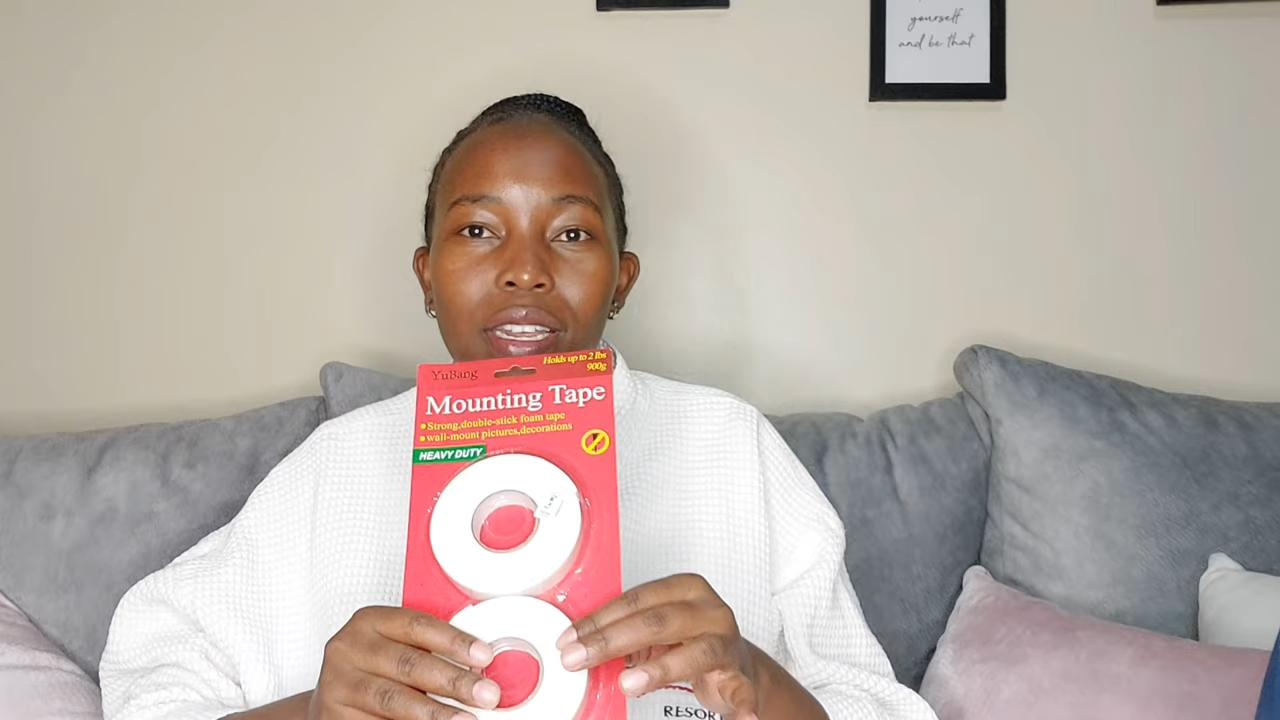 yourself
and be that
YuBang
Holds up to 2 lbs
900g
Mounting Tape
Strong,double-stick foam tape
wall-mount pictures,decorations
HEAVY DUTY
RESORT